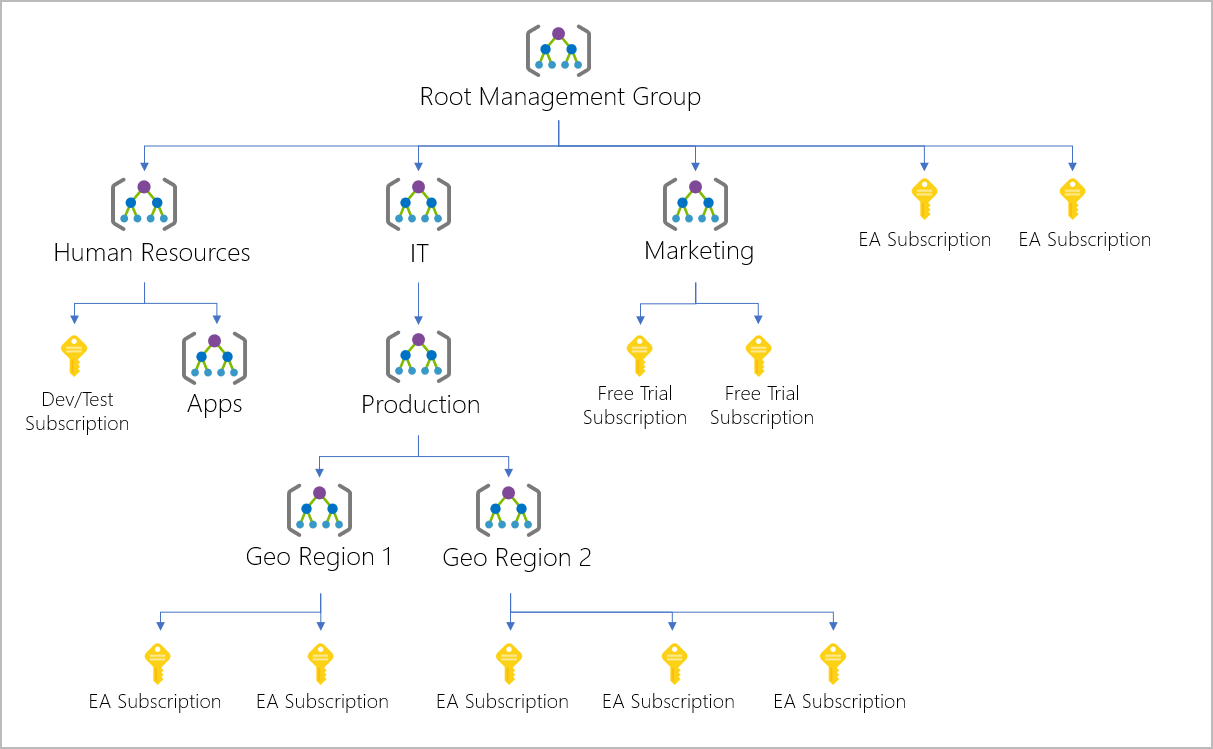 Root Management Group
Human Resources
IT
Marketing
EA Subscription
EA Subscription
Dev/Test
Subscription
Apps
Production
Free Trial
Subscription
Free Trial
Subscription
Geo Region 1
Geo Region 2
EA Subscription
EA Subscription
EA Subscription
EA Subscription
EA Subscription